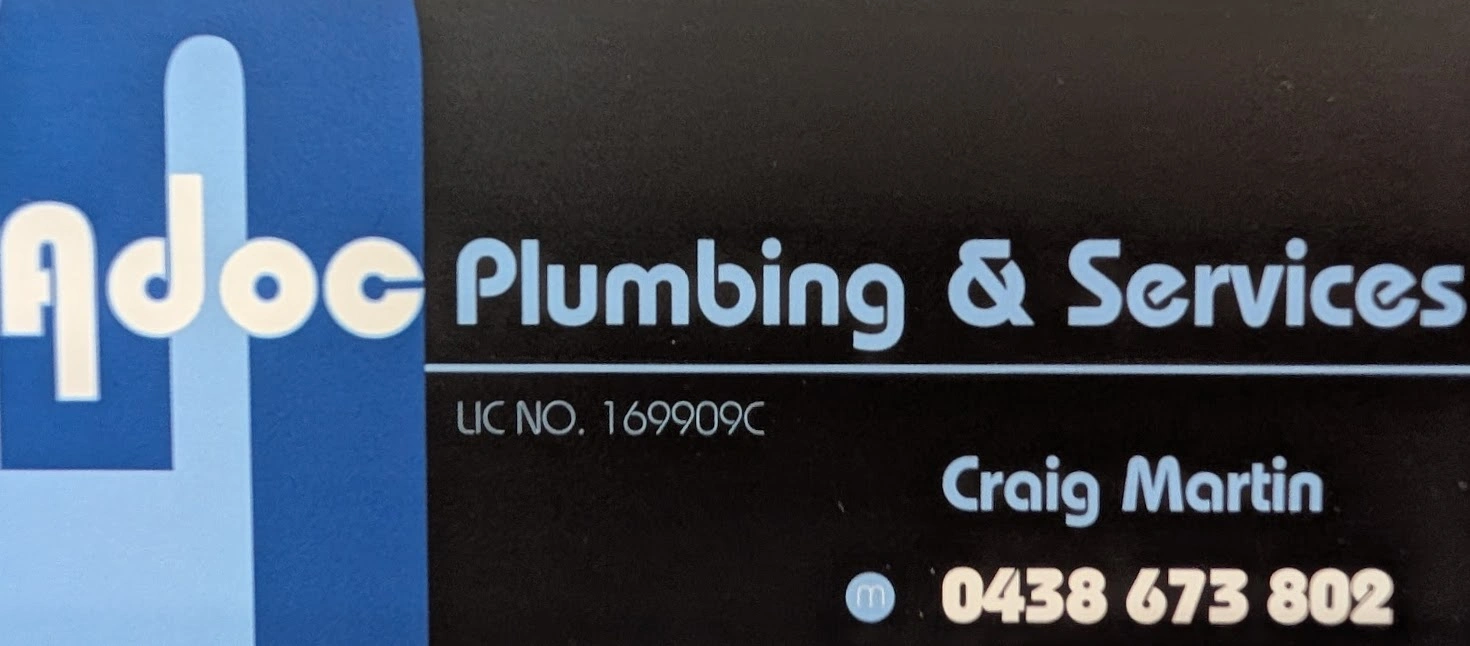 Adoc Plumbing & Services
LIC NO. 169909C
Craig Martin
m 0438 673 802